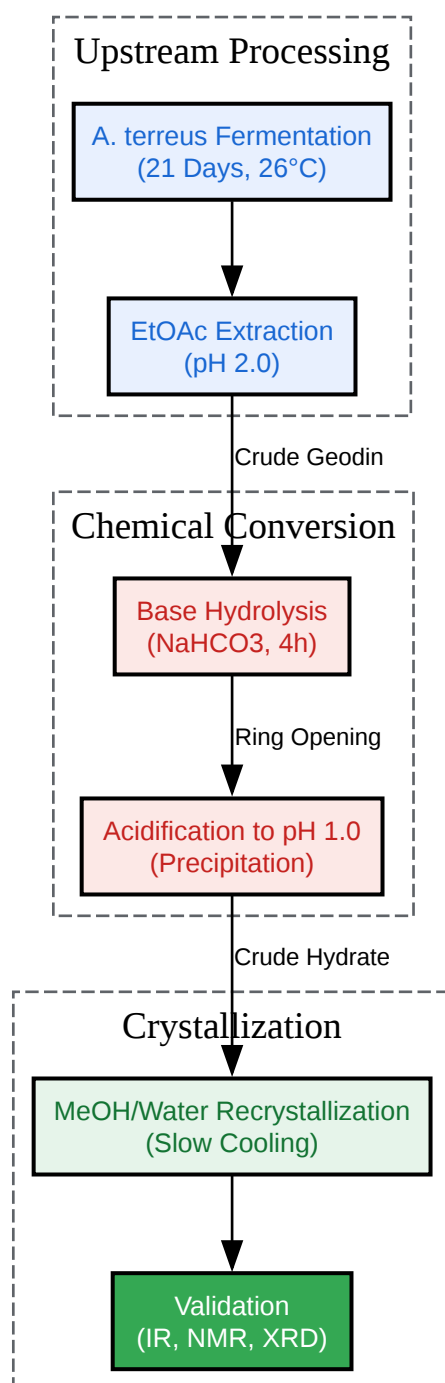 Upstream Processing
A. terreus Fermentation
(21 Days, 26°C)
EtOAc Extraction
(pH 2.0)
Crude Geodin
Chemical Conversion
Base Hydrolysis
(NaHCO3, 4h)
Ring Opening
Acidification to pH 1.0
(Precipitation)
Crude Hydrate
Crystallization
MeOH/Water Recrystallization
(Slow Cooling)
Validation
(IR, NMR, XRD)